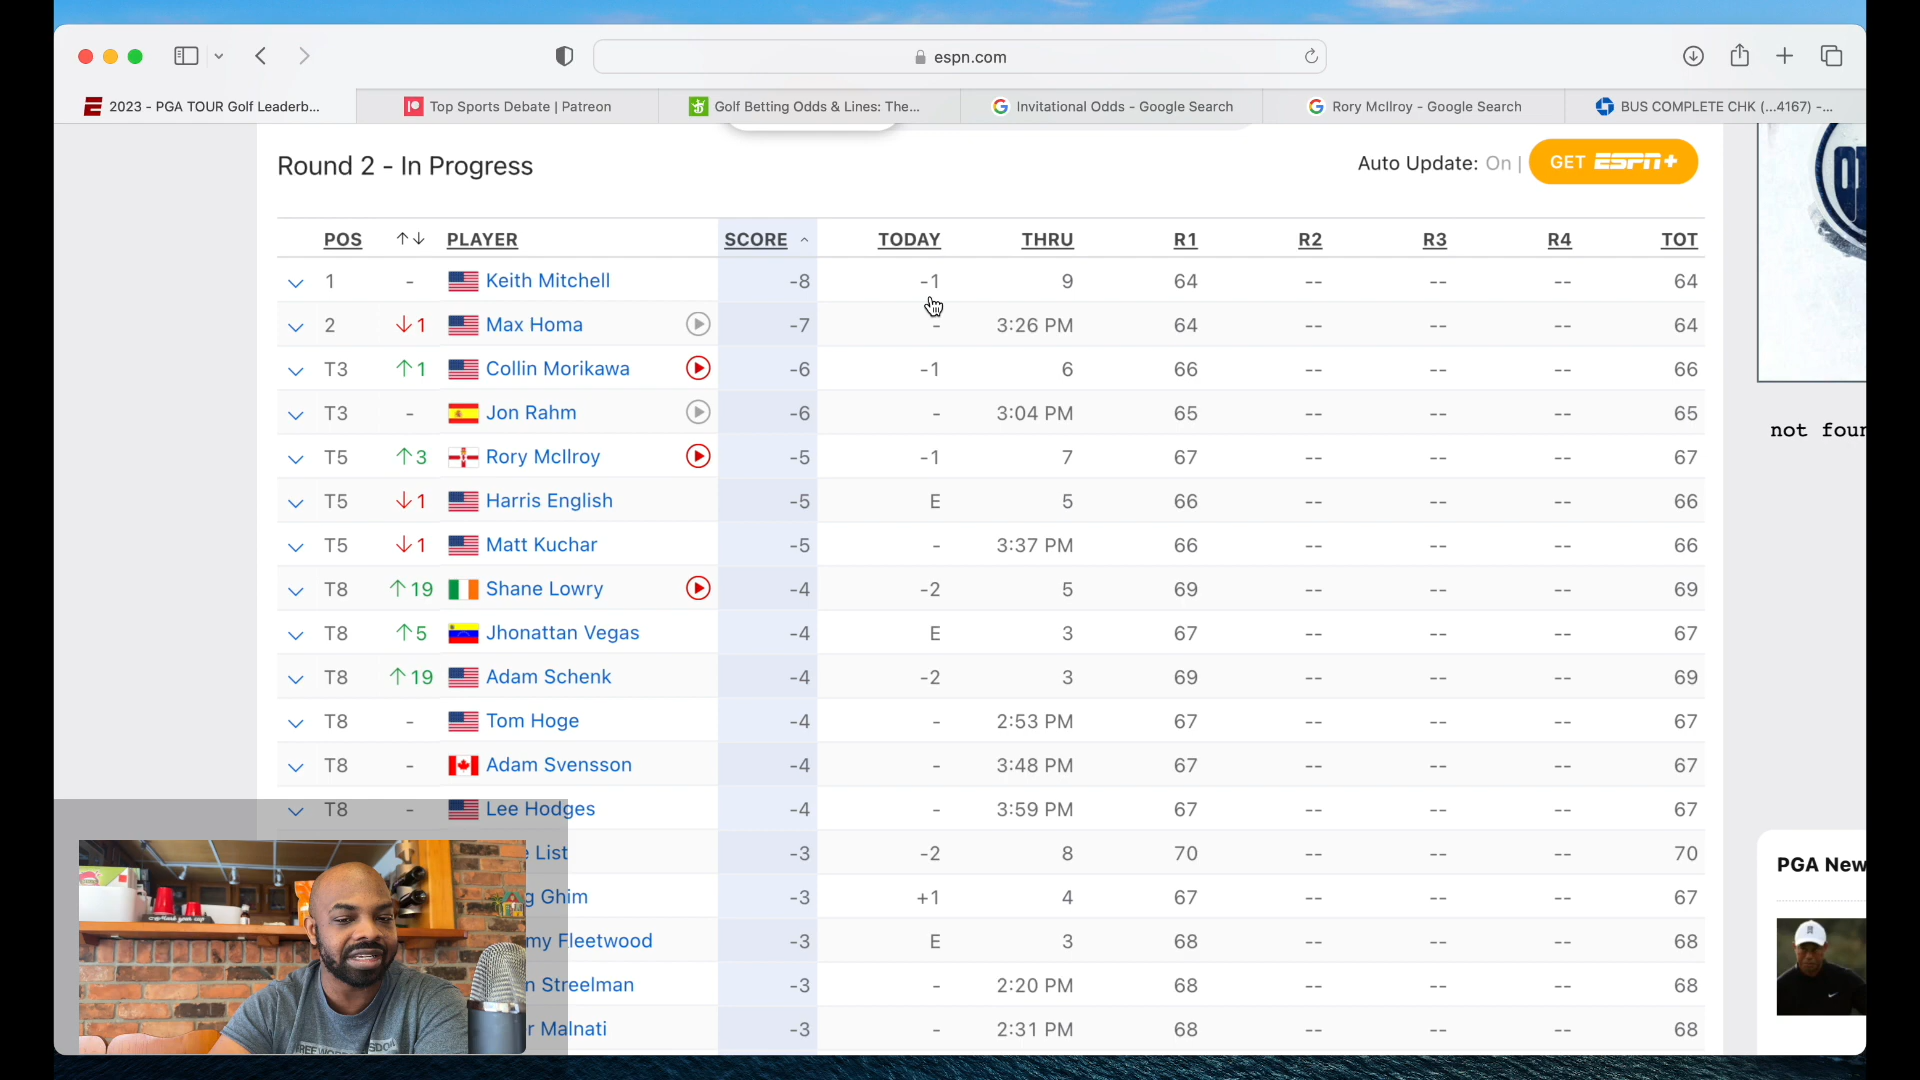 espn.com
2023 - PGA TOUR Golf Leaderb...
Top Sports Debate | Patreon
Golf Betting Odds & Lines: The...
Invitational Odds - Google Search
Rory McIlroy - Google Search
BUS COMPLETE CHK (...4167) -...
Round 2 - In Progress
Auto Update: On |
GET ESPN+
POS PLAYER SCORE TODAY THRU R1 R2 R3 R4 TOT
1 - Keith Mitchell -8 -1 9 64 -- -- -- 64
2 ↓1 Max Homa -7 - 3:26 PM 64 -- -- -- 64
T3 ↑1 Collin Morikawa -6 -1 6 66 -- -- -- 66
T3 - Jon Rahm -6 - 3:04 PM 65 -- -- -- 65
T5 ↑3 Rory McIlroy -5 -1 7 67 -- -- -- 67
T5 ↓1 Harris English -5 E 5 66 -- -- -- 66
T5 ↓1 Matt Kuchar -5 - 3:37 PM 66 -- -- -- 66
T8 ↑19 Shane Lowry -4 -2 5 69 -- -- -- 69
T8 ↑5 Jhonattan Vegas -4 E 3 67 -- -- -- 67
T8 ↑19 Adam Schenk -4 -2 3 69 -- -- -- 69
T8 - Tom Hoge -4 - 2:53 PM 67 -- -- -- 67
T8 - Adam Svensson -4 - 3:48 PM 67 -- -- -- 67
T8 - Lee Hodges -4 - 3:59 PM 67 -- -- -- 67
List -3 -2 8 70 -- -- -- 70
g Ghim -3 +1 4 67 -- -- -- 67
my Fleetwood -3 E 3 68 -- -- -- 68
n Streelman -3 - 2:20 PM 68 -- -- -- 68
r Malnati -3 - 2:31 PM 68 -- -- -- 68
not foun
PGA New